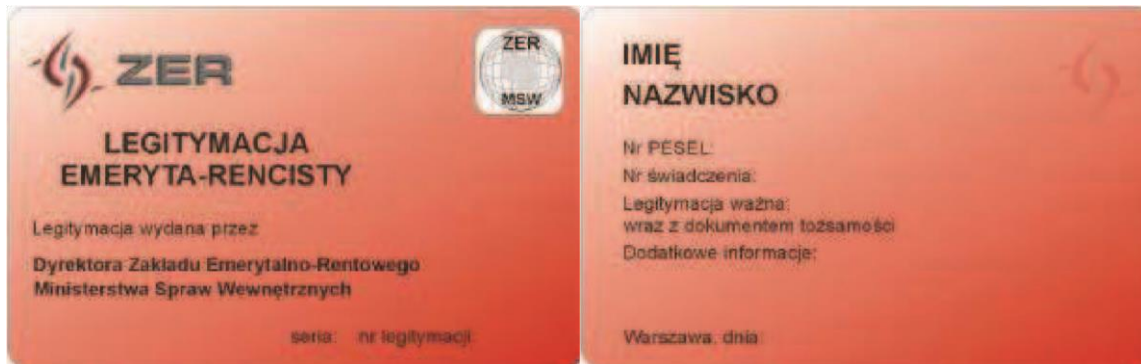 ZER
ZER
MSW
LEGITYMACJA
EMERYTA-RENCISTY
Legitymacja wydana przez
Dyrektora Zakładu Emerytalno-Rentowego
Ministerstwa Spraw Wewnętrznych
seria: nr legitymacji:
IMIĘ
NAZWISKO
Nr PESEL:
Nr świadczenia:
Legitymacja ważna:
wraz z dokumentem tożsamości
Dodatkowe informacje:
Warszawa, dnia: